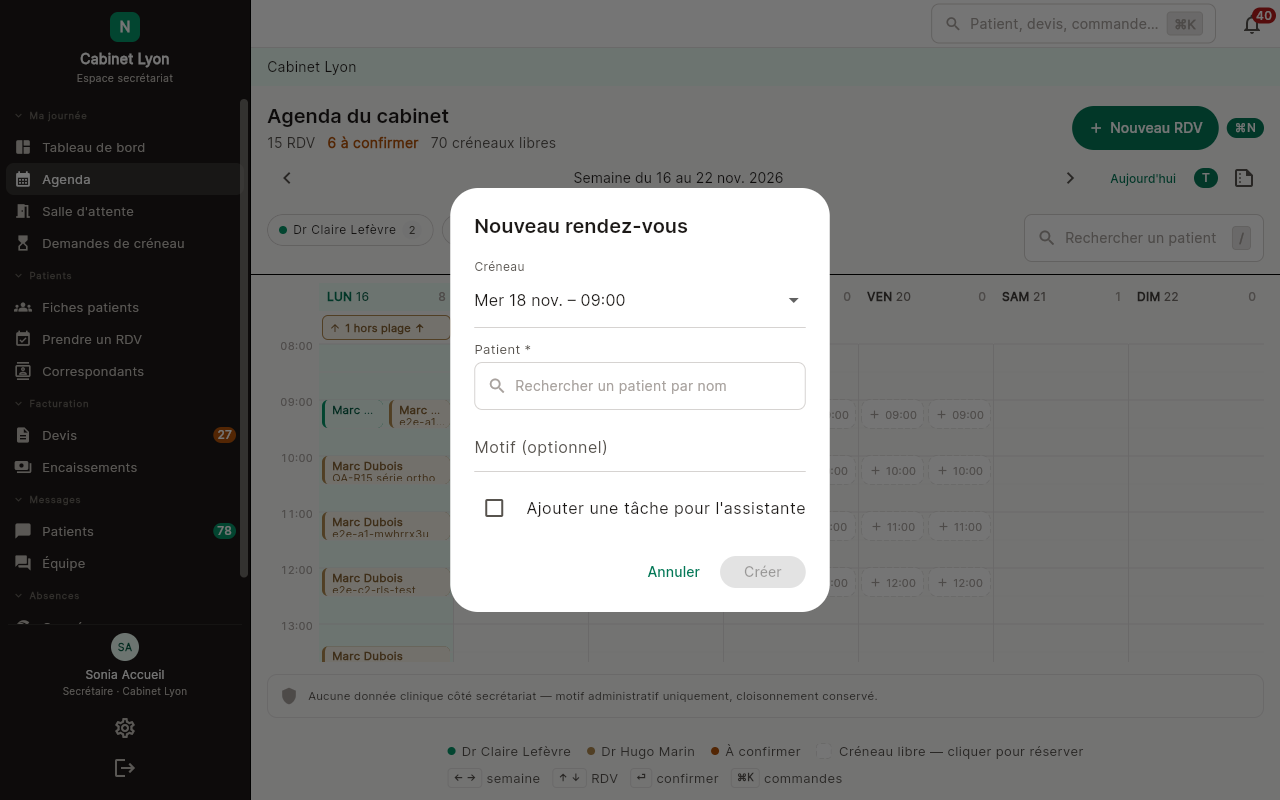 N
Cabinet Lyon
Espace secrétariat
Ma journée
Tableau de bord
Agenda
Salle d'attente
Demandes de créneau
Patients
Fiches patients
Prendre un RDV
Correspondants
Facturation
Devis 27
Encaissements
Messages
Patients 78
Équipe
Absences
SA
Sonia Accueil
Secrétaire · Cabinet Lyon
Patient, devis, commande... ⌘K
40
Cabinet Lyon
Agenda du cabinet
15 RDV 6 à confirmer 70 créneaux libres
+ Nouveau RDV ⌘N
Semaine du 16 au 22 nov. 2026
Aujourd'hui T
Dr Claire Lefèvre 2
Rechercher un patient /
LUN 16 8
0 VEN 20 0 SAM 21 1 DIM 22 0
↑ 1 hors plage ↑
08:00
09:00
Marc ... Marc ...
e2e-a1...
:00 + 09:00 + 09:00
10:00
Marc Dubois
QA-R15 série ortho
:00 + 10:00 + 10:00
11:00
Marc Dubois
e2e-a1-mwhrrx3u
:00 + 11:00 + 11:00
12:00
Marc Dubois
e2e-c2-rls-test
:00 + 12:00 + 12:00
13:00
Marc Dubois
Nouveau rendez-vous
Créneau
Mer 18 nov. – 09:00
Patient *
Rechercher un patient par nom
Motif (optionnel)
Ajouter une tâche pour l'assistante
Annuler Créer
Aucune donnée clinique côté secrétariat — motif administratif uniquement, cloisonnement conservé.
Dr Claire Lefèvre Dr Hugo Marin À confirmer Créneau libre — cliquer pour réserver
← → semaine ↑ ↓ RDV ↵ confirmer ⌘K commandes